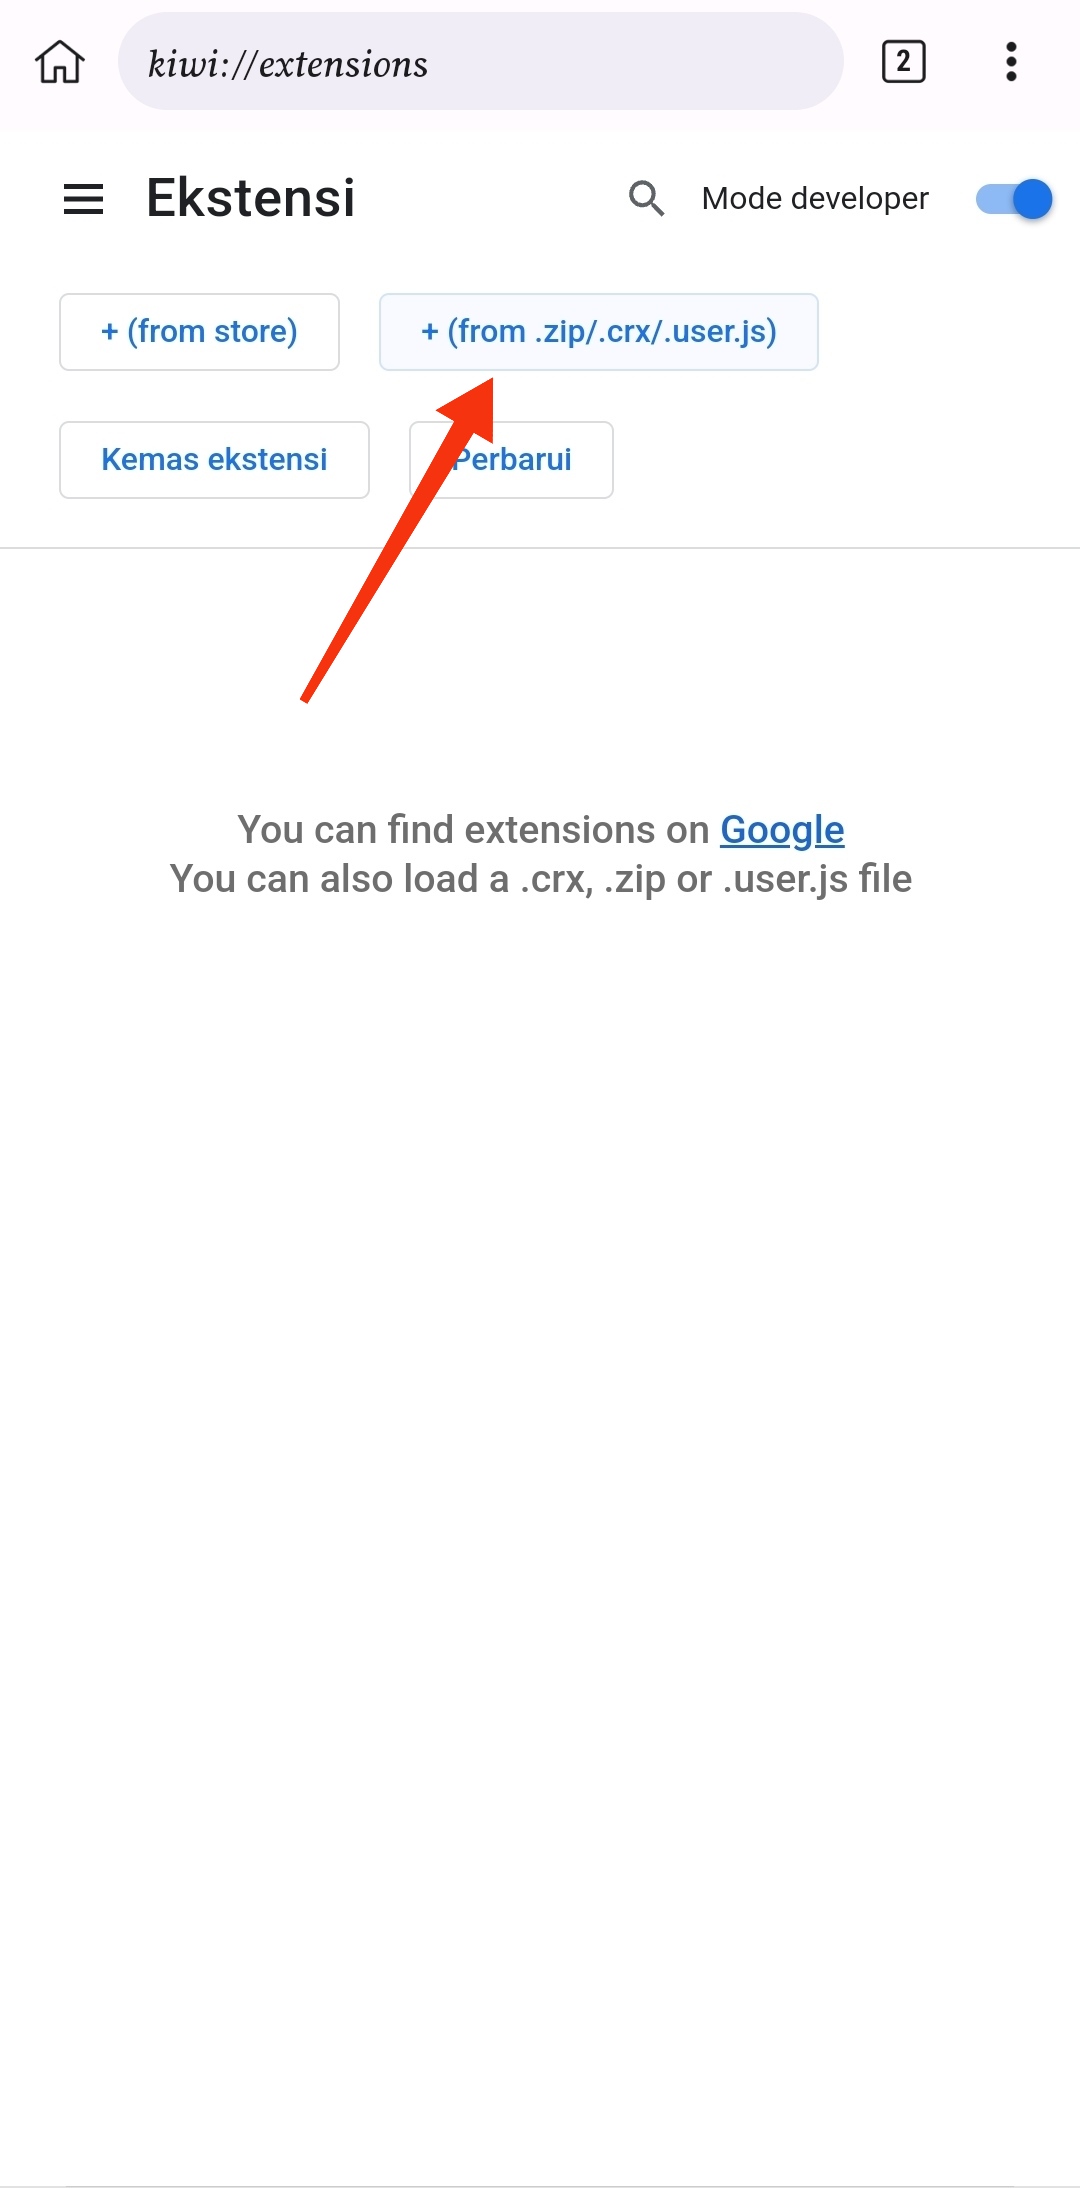 kiwi://extensions
2
Ekstensi
Mode developer
+ (from store)
+ (from .zip/.crx/.user.js)
Kemas ekstensi
Perbarui
You can find extensions on Google
You can also load a .crx, .zip or .user.js file